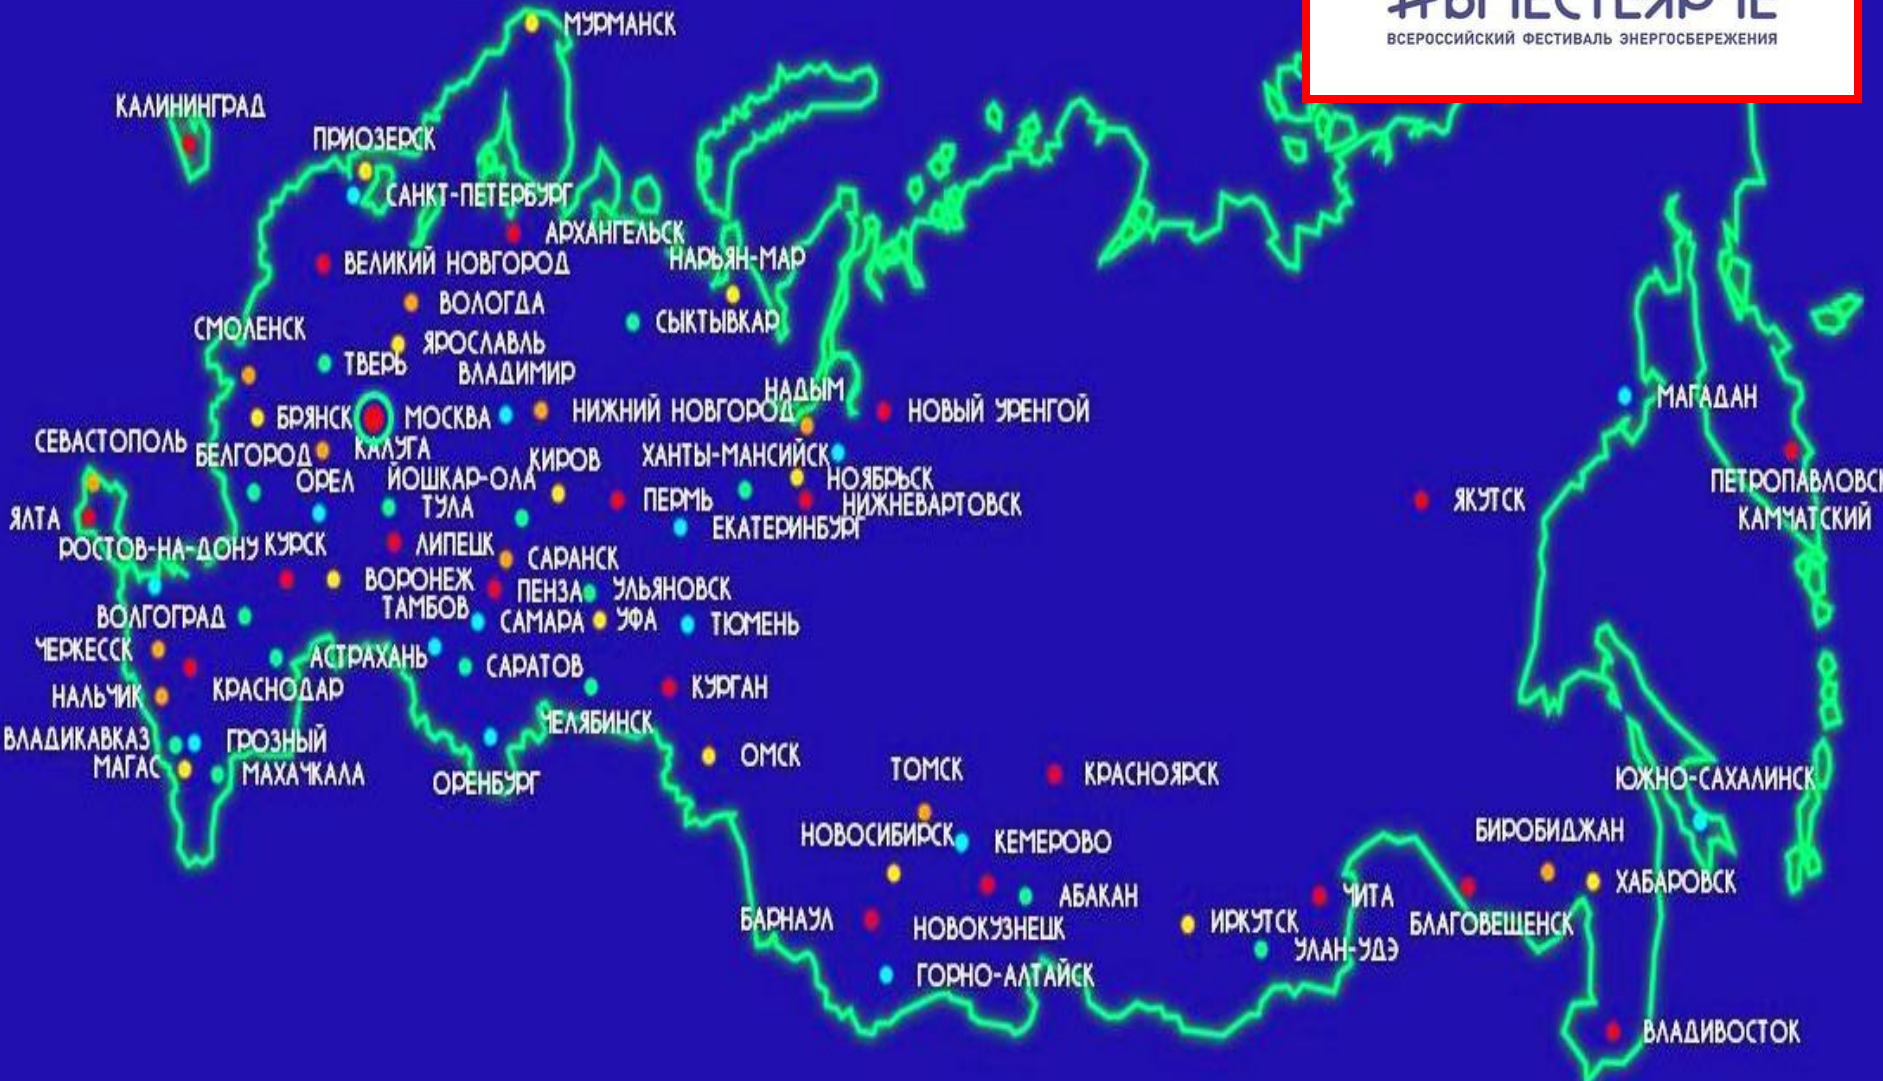 #ВМЕСТЕЯРЧЕ
ВСЕРОССИЙСКИЙ ФЕСТИВАЛЬ ЭНЕРГОСБЕРЕЖЕНИЯ
МУРМАНСК
КАЛИНИНГРАД
ПРИОЗЕРСК
САНКТ-ПЕТЕРБУРГ
АРХАНГЕЛЬСК
НАРЬЯН-МАР
ВЕЛИКИЙ НОВГОРОД
ВОЛОГДА
СЫКТЫВКАР
СМОЛЕНСК
ЯРОСЛАВЛЬ
ТВЕРЬ
ВЛАДИМИР
НАДЫМ
БРЯНСК
МОСКВА
НИЖНИЙ НОВГОРОД
НОВЫЙ УРЕНГОЙ
МАГАДАН
СЕВАСТОПОЛЬ
БЕЛГОРОД
КАЛУГА
КИРОВ
ХАНТЫ-МАНСИЙСК
ОРЕЛ
ЙОШКАР-ОЛА
НОЯБРЬСК
ПЕТРОПАВЛОВСК
КАМЧАТСКИЙ
ЯЛТА
ТУЛА
ПЕРМЬ
НИЖНЕВАРТОВСК
ЯКУТСК
ЕКАТЕРИНБУРГ
РОСТОВ-НА-ДОНУ
КУРСК
ЛИПЕЦК
САРАНСК
ВОРОНЕЖ
ПЕНЗА
УЛЬЯНОВСК
ТАМБОВ
ВОЛГОГРАД
САМАРА
УФА
ТЮМЕНЬ
ЧЕРКЕССК
АСТРАХАНЬ
САРАТОВ
НАЛЬЧИК
КРАСНОДАР
КУРГАН
ЧЕЛЯБИНСК
ВЛАДИКАВКАЗ
ГРОЗНЫЙ
МАГАС
МАХАЧКАЛА
ОРЕНБУРГ
ОМСК
ТОМСК
КРАСНОЯРСК
ЮЖНО-САХАЛИНСК
НОВОСИБИРСК
КЕМЕРОВО
БИРОБИДЖАН
АБАКАН
ЧИТА
ХАБАРОВСК
БАРНАУЛ
НОВОКУЗНЕЦК
ИРКУТСК
БЛАГОВЕЩЕНСК
УЛАН-УДЭ
ГОРНО-АЛТАЙСК
ВЛАДИВОСТОК